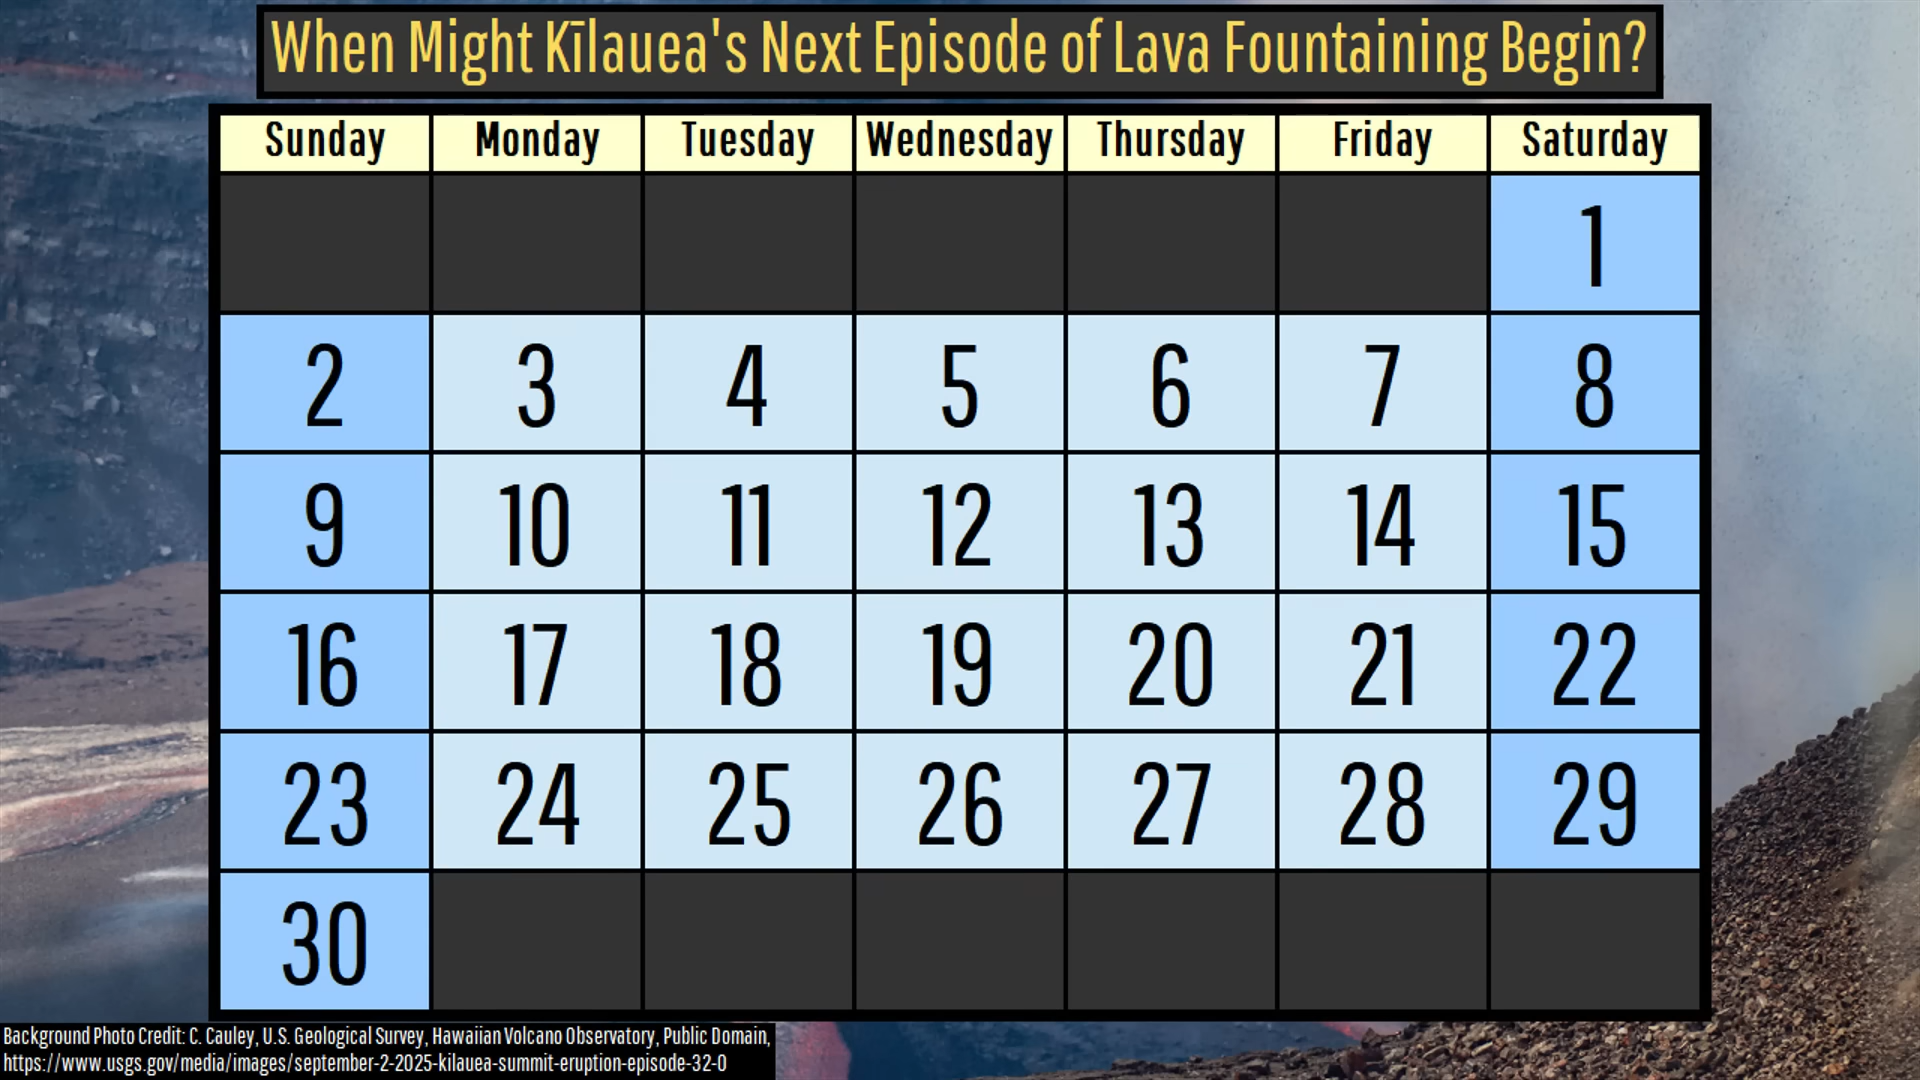 When Might Kīlauea's Next Episode of Lava Fountaining Begin?
Sunday Monday Tuesday Wednesday Thursday Friday Saturday
1
2 3 4 5 6 7 8
9 10 11 12 13 14 15
16 17 18 19 20 21 22
23 24 25 26 27 28 29
30
Background Photo Credit: C. Cauley, U.S. Geological Survey, Hawaiian Volcano Observatory, Public Domain,
https://www.usgs.gov/media/images/september-2-2025-kilauea-summit-eruption-episode-32-0